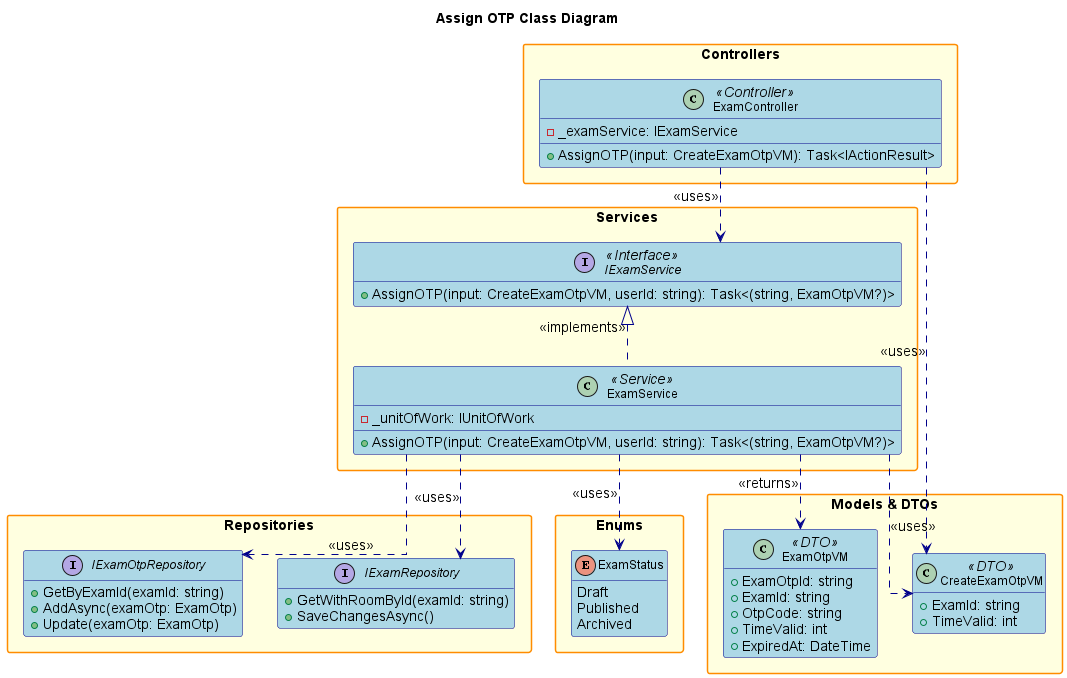 Assign OTP Class Diagram
Controllers
C
«Controller»
ExamController
_examService: IExamService
AssignOTP(input: CreateExamOtpVM): Task<IActionResult>
«uses»
Services
I
«Interface»
IExamService
AssignOTP(input: CreateExamOtpVM, userId: string): Task<(string, ExamOtpVM?)>
«implements»
«uses»
C
«Service»
ExamService
_unitOfWork: IUnitOfWork
AssignOTP(input: CreateExamOtpVM, userId: string): Task<(string, ExamOtpVM?)>
«uses»
«uses»
«returns»
«uses»
«uses»
Repositories
I
IExamOtpRepository
GetByExamId(examId: string)
AddAsync(examOtp: ExamOtp)
Update(examOtp: ExamOtp)
I
IExamRepository
GetWithRoomById(examId: string)
SaveChangesAsync()
Enums
E
ExamStatus
Draft
Published
Archived
Models & DTOs
C
«DTO»
ExamOtpVM
ExamOtpId: string
ExamId: string
OtpCode: string
TimeValid: int
ExpiredAt: DateTime
C
«DTO»
CreateExamOtpVM
ExamId: string
TimeValid: int